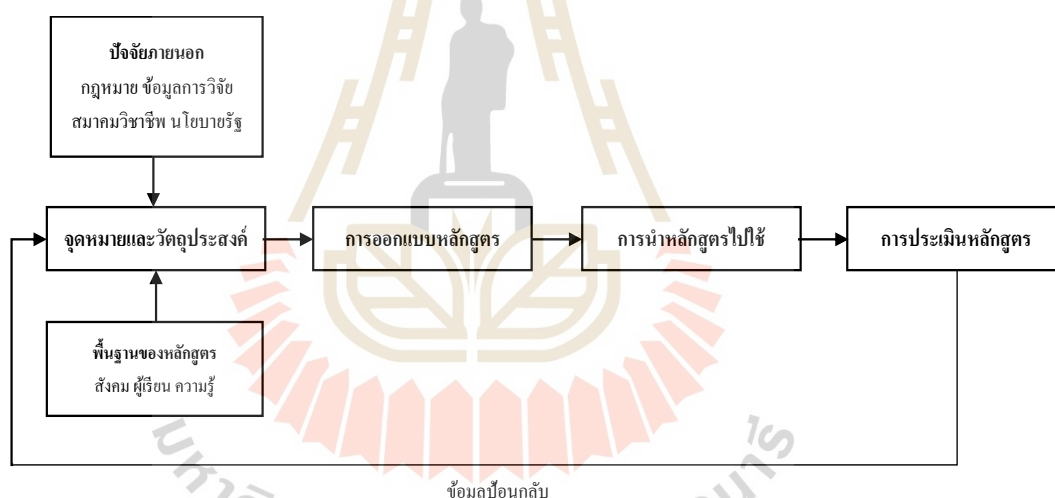 ปัจจัยภายนอก
กฎหมาย ข้อมูลการวิจัย
สมาคมวิชาชีพ นโยบายรัฐ
จุดหมายและวัตถุประสงค์
การออกแบบหลักสูตร
การนำหลักสูตรไปใช้
การประเมินหลักสูตร
พื้นฐานของหลักสูตร
สังคม ผู้เรียน ความรู้
ข้อมูลป้อนกลับ